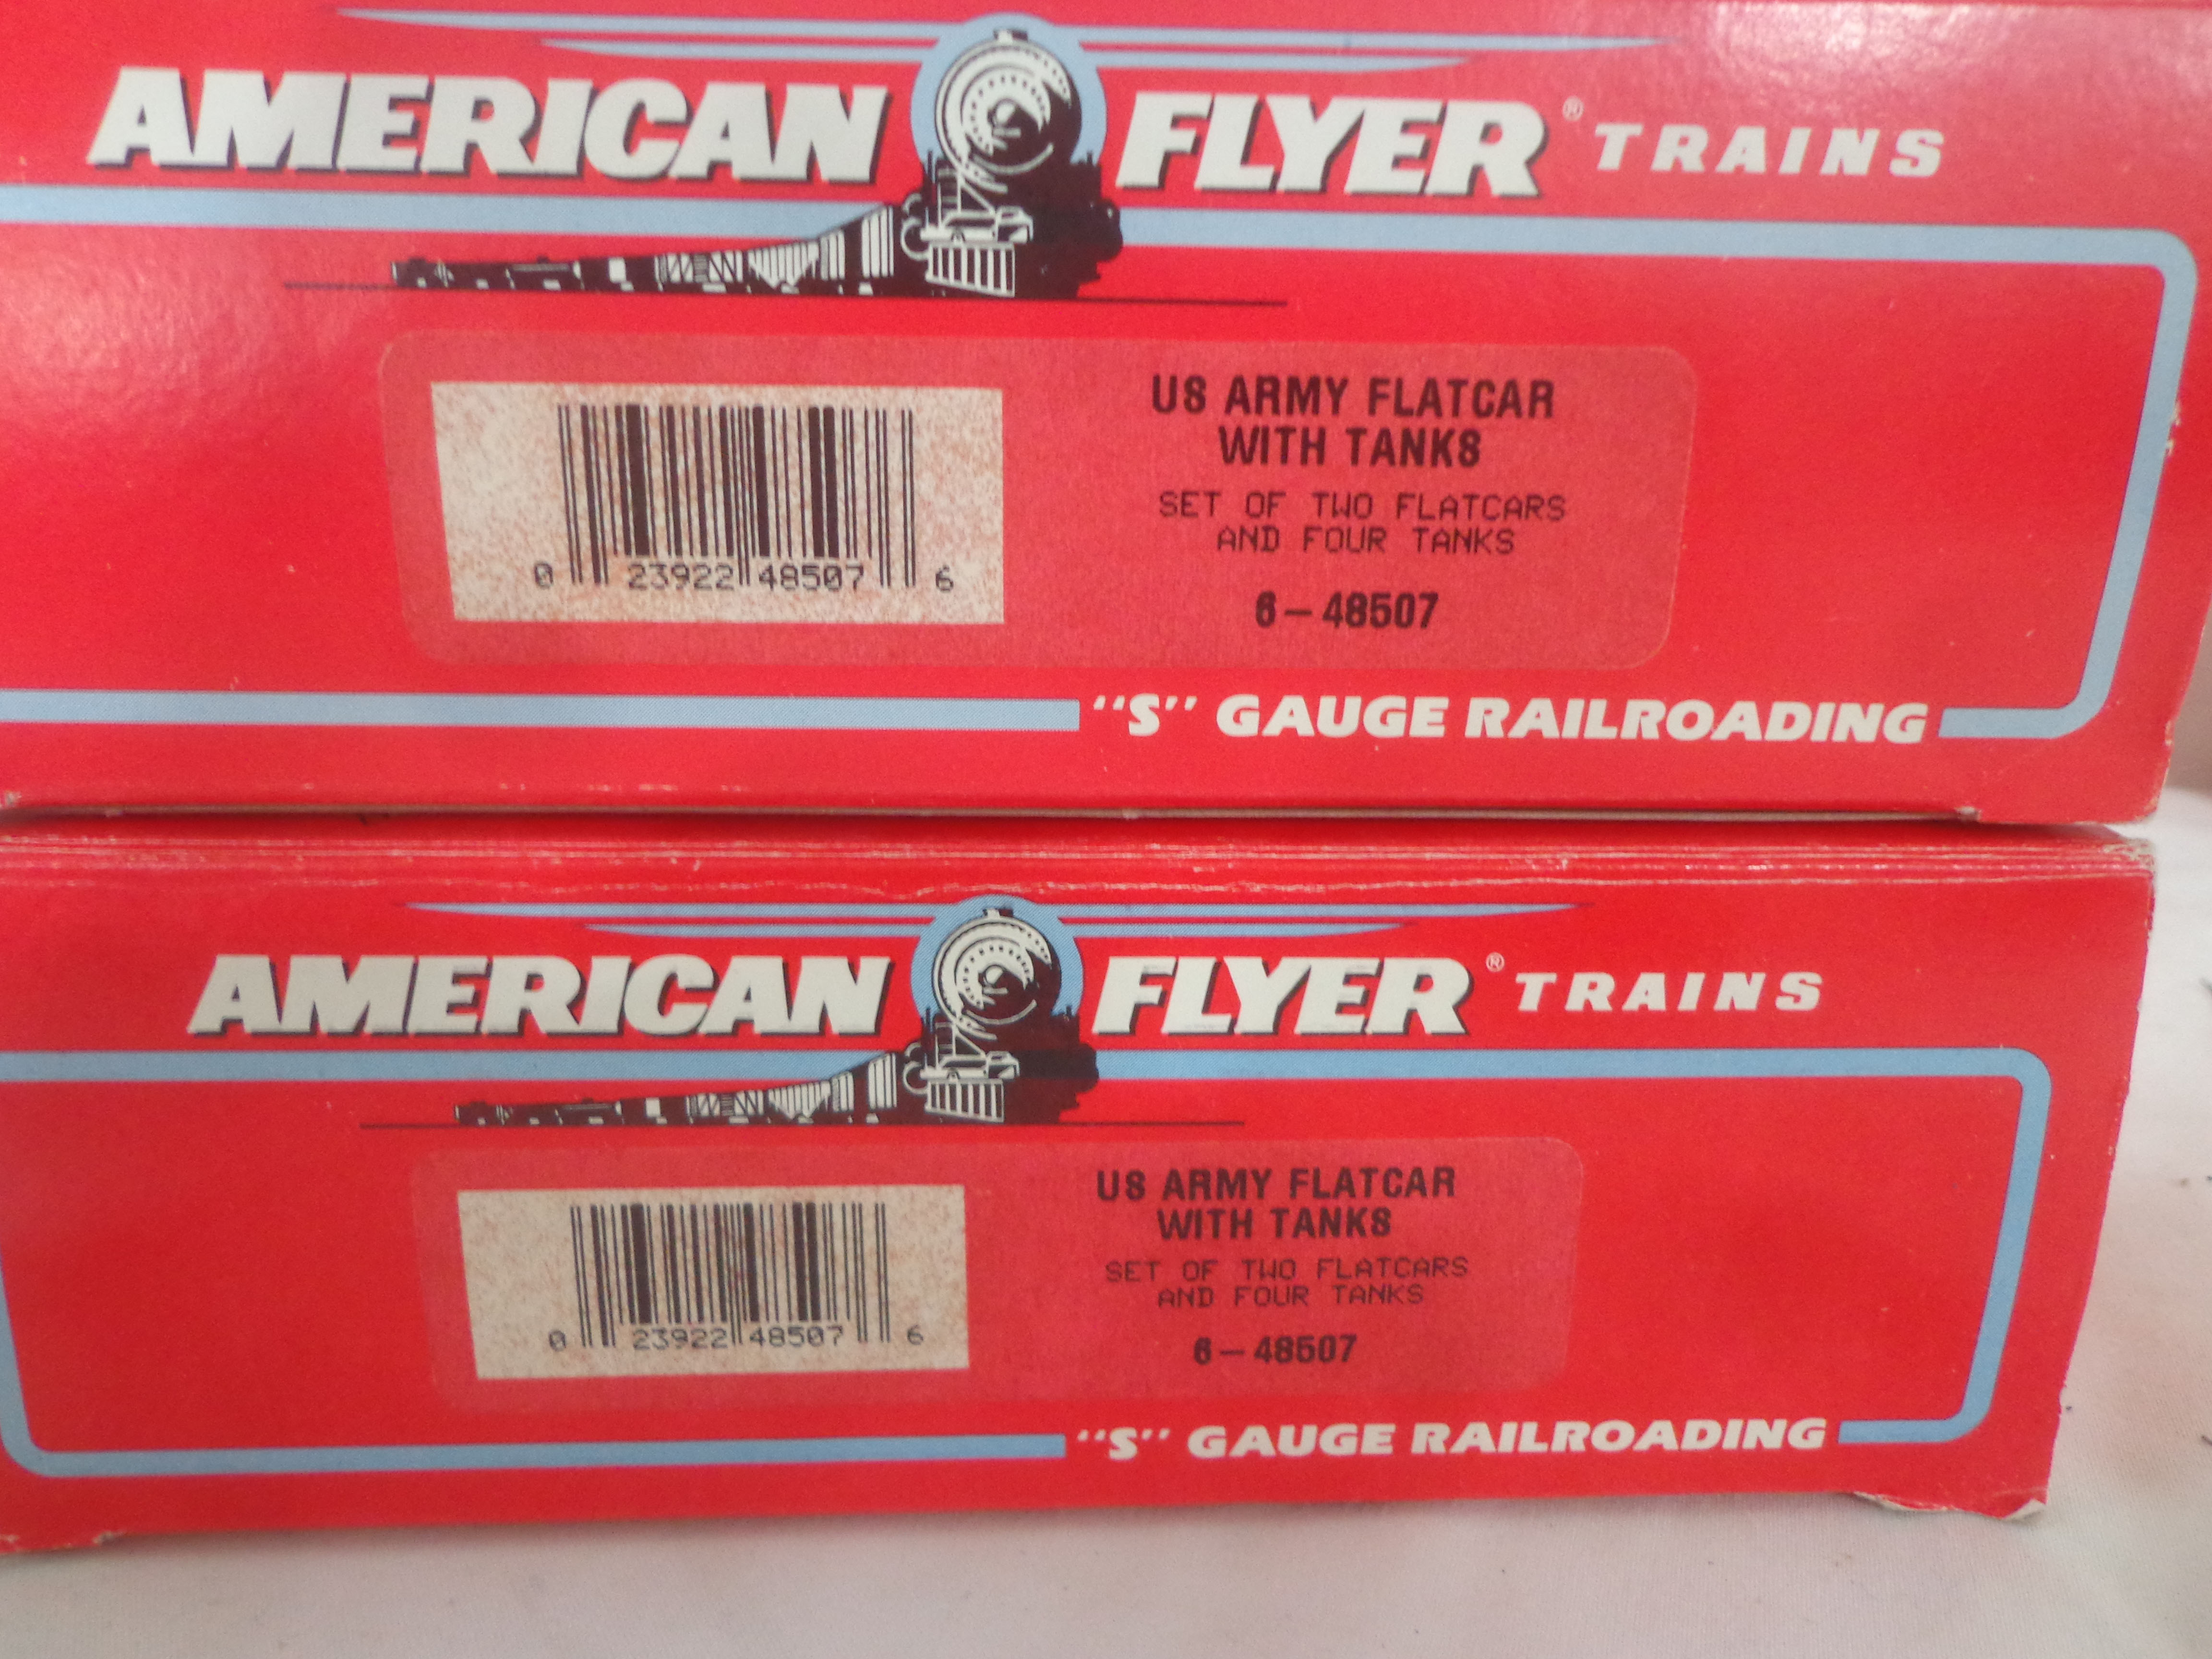 AMERICAN FLYER® TRAINS
US ARMY FLATCAR
WITH TANKS
SET OF TWO FLATCARS
AND FOUR TANKS
6-48507
0 23922 48507 6
"S" GAUGE RAILROADING
AMERICAN FLYER® TRAINS
US ARMY FLATCAR
WITH TANKS
SET OF TWO FLATCARS
AND FOUR TANKS
6-48507
0 23922 48507 6
"S" GAUGE RAILROADING